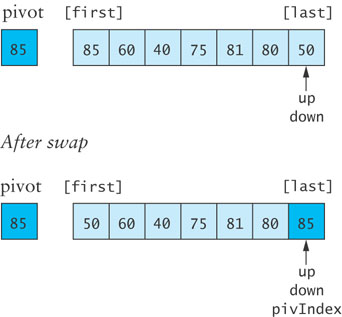 pivot [first] [last]
85 85 60 40 75 81 80 50
up
down
After swap
pivot [first] [last]
85 50 60 40 75 81 80 85
up
down
pivIndex